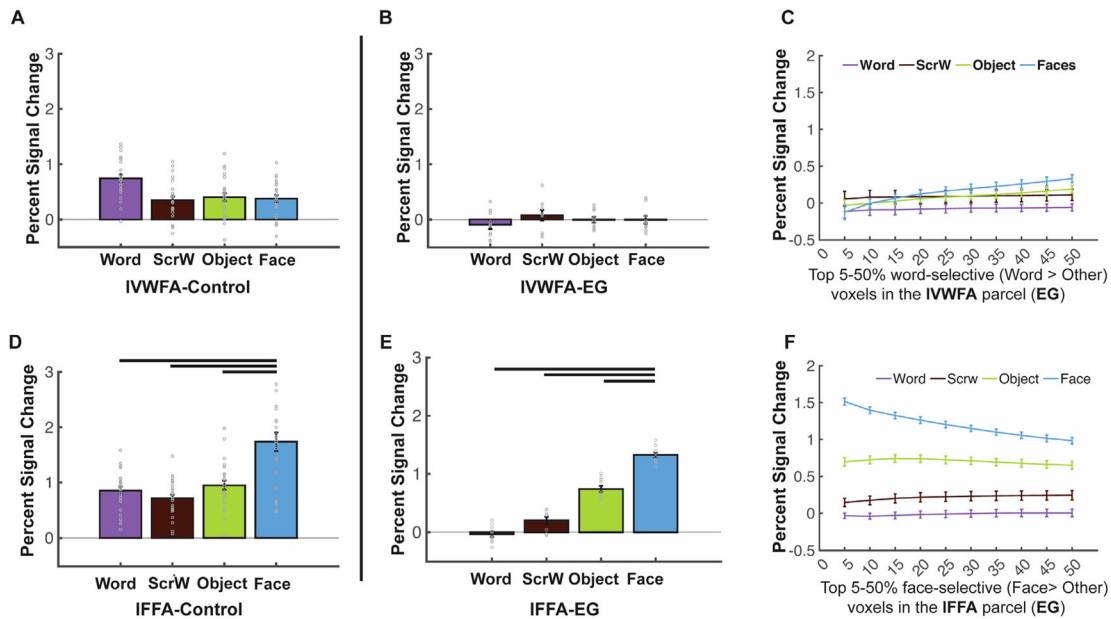 A
Percent Signal Change
3
2
1
0
Word ScrW Object Face
lVWFA-Control
B
Percent Signal Change
3
2
1
0
Word ScrW Object Face
lVWFA-EG
C
Percent Signal Change
2
1.5
1
0.5
0
-0.5
Word ScrW Object Faces
0 5 10 15 20 25 30 35 40 45 50
Top 5-50% word-selective (Word > Other)
voxels in the lVWFA parcel (EG)
D
Percent Signal Change
3
2
1
0
Word ScrW Object Face
lFFA-Control
E
Percent Signal Change
3
2
1
0
Word ScrW Object Face
lFFA-EG
F
Percent Signal Change
2
1.5
1
0.5
0
-0.5
Word Scrw Object Face
0 5 10 15 20 25 30 35 40 45 50
Top 5-50% face-selective (Face> Other)
voxels in the lFFA parcel (EG)